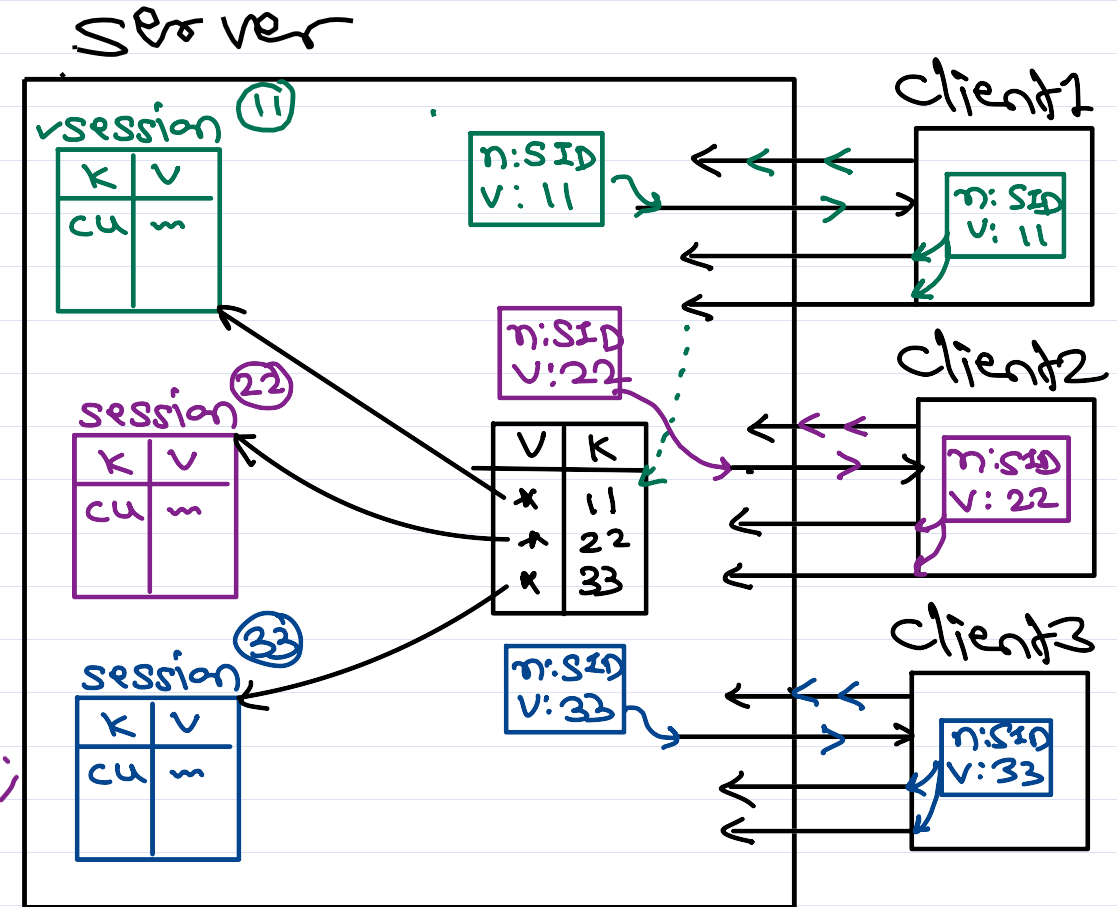 server
session 11
K V
cu
n:SID
V:11
client1
n:SID
V:11
session 22
K V
cu
n:SID
V:22
V K
* 11
* 22
* 33
client2
n:SID
V:22
session 33
K V
cu
n:SID
V:33
client3
n:SID
V:33